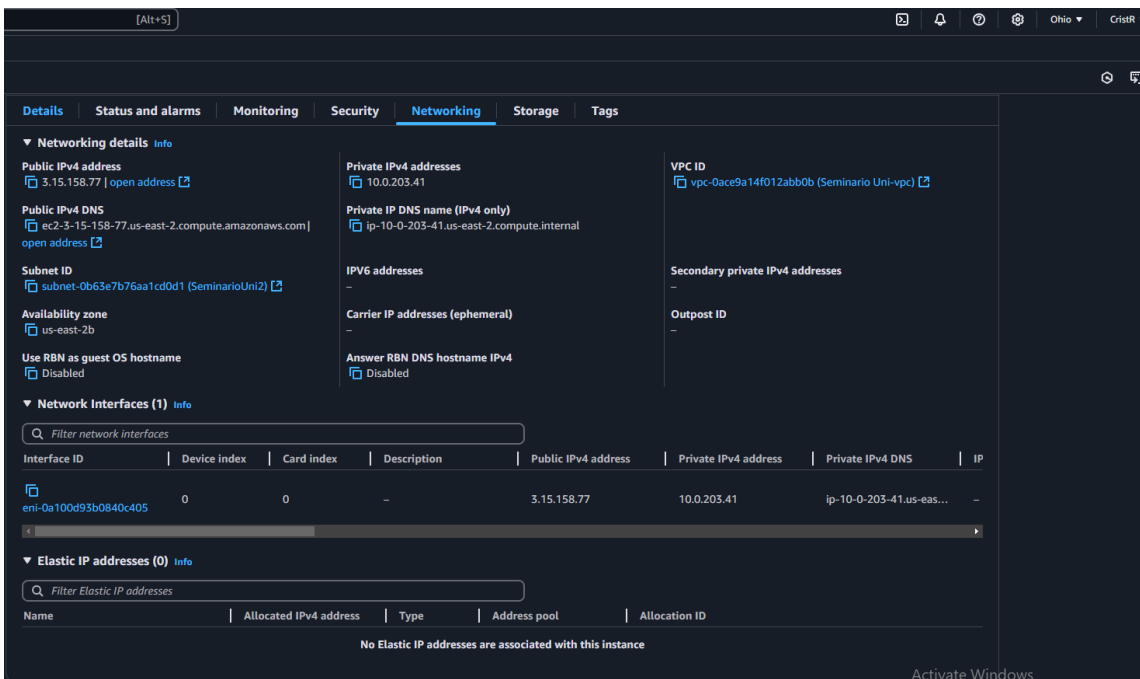 [Alt+S]
Ohio ▼ CristR
Details Status and alarms Monitoring Security Networking Storage Tags
▼ Networking details Info
Public IPv4 address
3.15.158.77 | open address
Private IPv4 addresses
10.0.203.41
VPC ID
vpc-0ace9a14f012abb0b (Seminario Uni-vpc)
Public IPv4 DNS
ec2-3-15-158-77.us-east-2.compute.amazonaws.com |
open address
Private IP DNS name (IPv4 only)
ip-10-0-203-41.us-east-2.compute.internal
Subnet ID
subnet-0b63e7b76aa1cd0d1 (SeminarioUni2)
IPV6 addresses
–
Secondary private IPv4 addresses
–
Availability zone
us-east-2b
Carrier IP addresses (ephemeral)
–
Outpost ID
–
Use RBN as guest OS hostname
Disabled
Answer RBN DNS hostname IPv4
Disabled
▼ Network Interfaces (1) Info
Filter network interfaces
Interface ID Device index Card index Description Public IPv4 address Private IPv4 address Private IPv4 DNS IP
eni-0a100d93b0840c405 0 0 – 3.15.158.77 10.0.203.41 ip-10-0-203-41.us-eas... –
▼ Elastic IP addresses (0) Info
Filter Elastic IP addresses
Name Allocated IPv4 address Type Address pool Allocation ID
No Elastic IP addresses are associated with this instance
Activate Windows